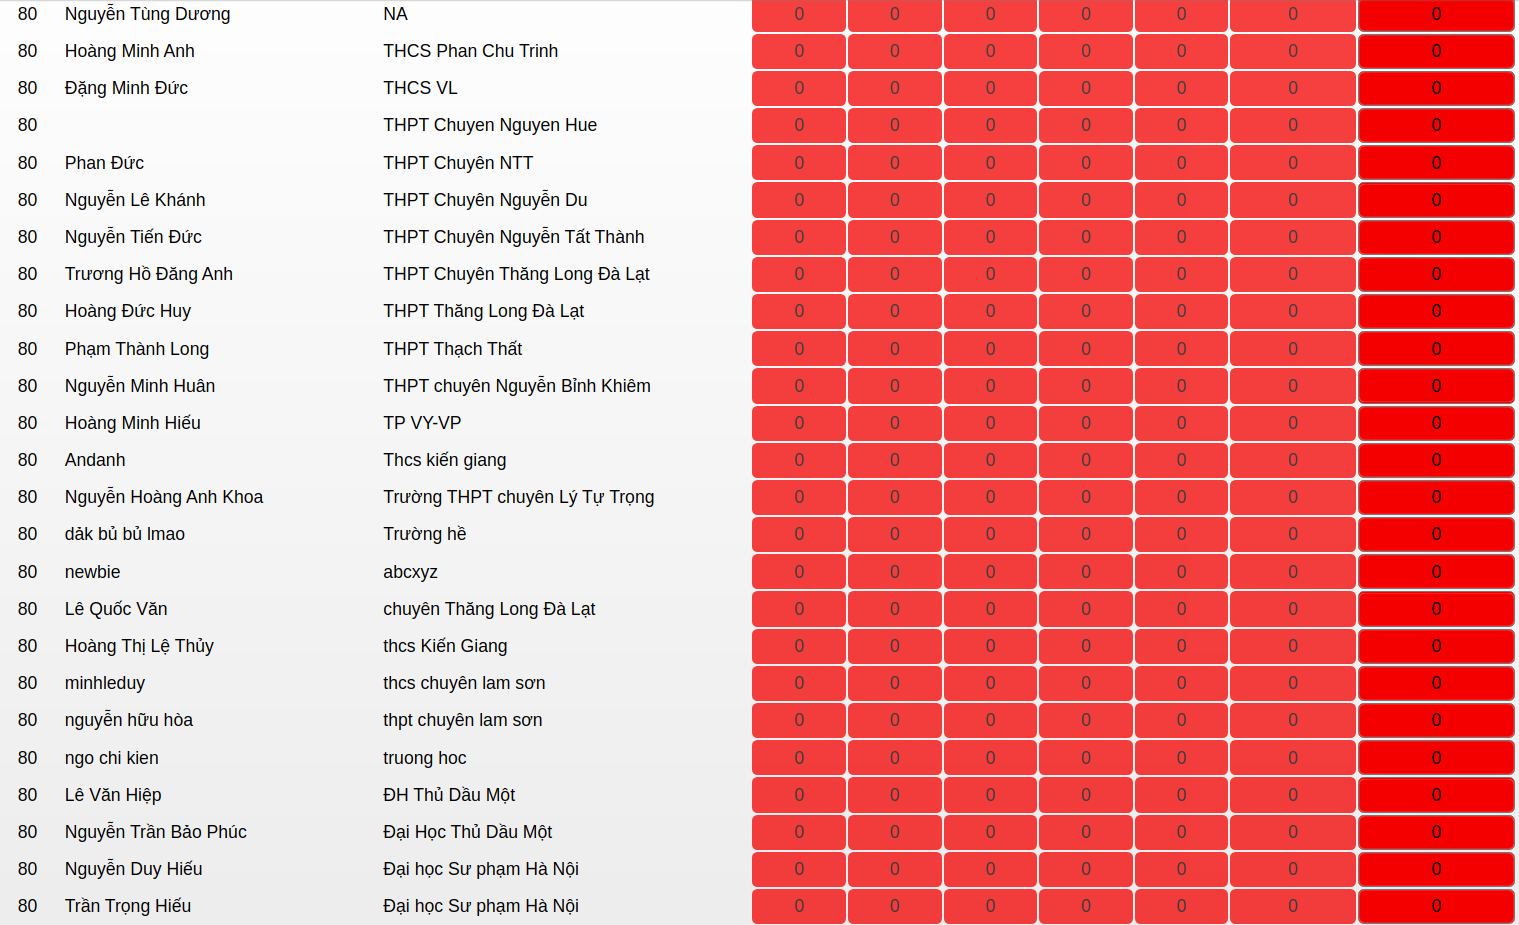 80 Nguyễn Tùng Dương NA 0 0 0 0 0 0 0
80 Hoàng Minh Anh THCS Phan Chu Trinh 0 0 0 0 0 0 0
80 Đặng Minh Đức THCS VL 0 0 0 0 0 0 0
80 THPT Chuyen Nguyen Hue 0 0 0 0 0 0 0
80 Phan Đức THPT Chuyên NTT 0 0 0 0 0 0 0
80 Nguyễn Lê Khánh THPT Chuyên Nguyễn Du 0 0 0 0 0 0 0
80 Nguyễn Tiến Đức THPT Chuyên Nguyễn Tất Thành 0 0 0 0 0 0 0
80 Trương Hồ Đăng Anh THPT Chuyên Thăng Long Đà Lạt 0 0 0 0 0 0 0
80 Hoàng Đức Huy THPT Thăng Long Đà Lạt 0 0 0 0 0 0 0
80 Phạm Thành Long THPT Thạch Thất 0 0 0 0 0 0 0
80 Nguyễn Minh Huân THPT chuyên Nguyễn Bỉnh Khiêm 0 0 0 0 0 0 0
80 Hoàng Minh Hiếu TP VY-VP 0 0 0 0 0 0 0
80 Andanh Thcs kiến giang 0 0 0 0 0 0 0
80 Nguyễn Hoàng Anh Khoa Trường THPT chuyên Lý Tự Trọng 0 0 0 0 0 0 0
80 dảk bủ bủ lmao Trường hề 0 0 0 0 0 0 0
80 newbie abcxyz 0 0 0 0 0 0 0
80 Lê Quốc Văn chuyên Thăng Long Đà Lạt 0 0 0 0 0 0 0
80 Hoàng Thị Lệ Thủy thcs Kiến Giang 0 0 0 0 0 0 0
80 minhleduy thcs chuyên lam sơn 0 0 0 0 0 0 0
80 nguyễn hữu hòa thpt chuyên lam sơn 0 0 0 0 0 0 0
80 ngo chi kien truong hoc 0 0 0 0 0 0 0
80 Lê Văn Hiệp ĐH Thủ Dầu Một 0 0 0 0 0 0 0
80 Nguyễn Trần Bảo Phúc Đại Học Thủ Dầu Một 0 0 0 0 0 0 0
80 Nguyễn Duy Hiếu Đại học Sư phạm Hà Nội 0 0 0 0 0 0 0
80 Trần Trọng Hiếu Đại học Sư phạm Hà Nội 0 0 0 0 0 0 0